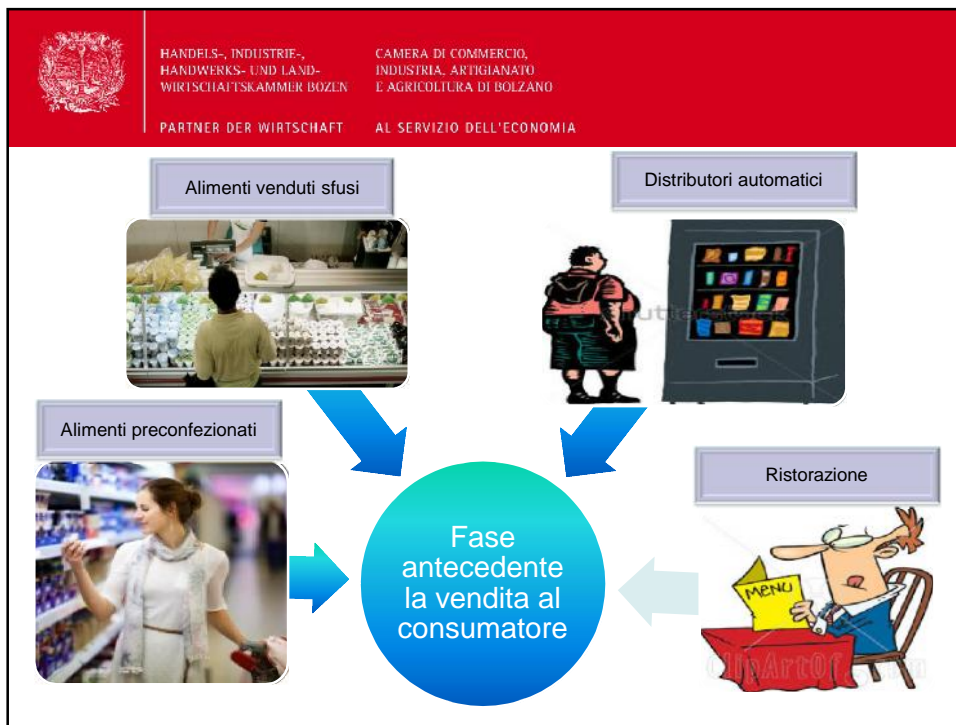 HANDELS-, INDUSTRIE-,
HANDWERKS- UND LAND-
WIRTSCHAFTSKAMMER BOZEN
PARTNER DER WIRTSCHAFT
CAMERA DI COMMERCIO,
INDUSTRIA, ARTIGIANATO
E AGRICOLTURA DI BOLZANO
AL SERVIZIO DELL'ECONOMIA
Alimenti venduti sfusi
Distributori automatici
Alimenti preconfezionati
Ristorazione
Fase
antecedente
la vendita al
consumatore
MENU